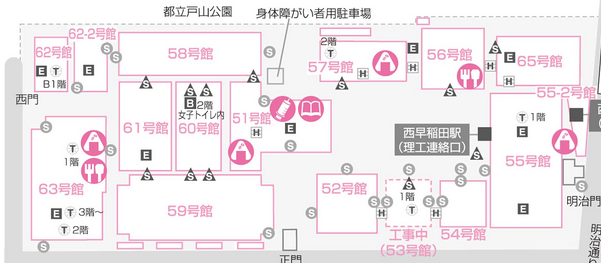 都立戸山公園
身体障がい者用駐車場
62号館
62-2号館
E
T
B1階
E
西門
58号館
2階
T
57号館
E
H
56号館
E
65号館
H
61号館
B
2階
女子トイレ内
60号館
51号館
H
E
55-2号館
西早稲田駅
(理工連絡口)
T
1階
E
55号館
E
明治門
T
1階
63号館
E
T
3階〜
T
2階
59号館
正門
52号館
H
S
1階
T
工事中
(53号館)
H
54号館
明治通り